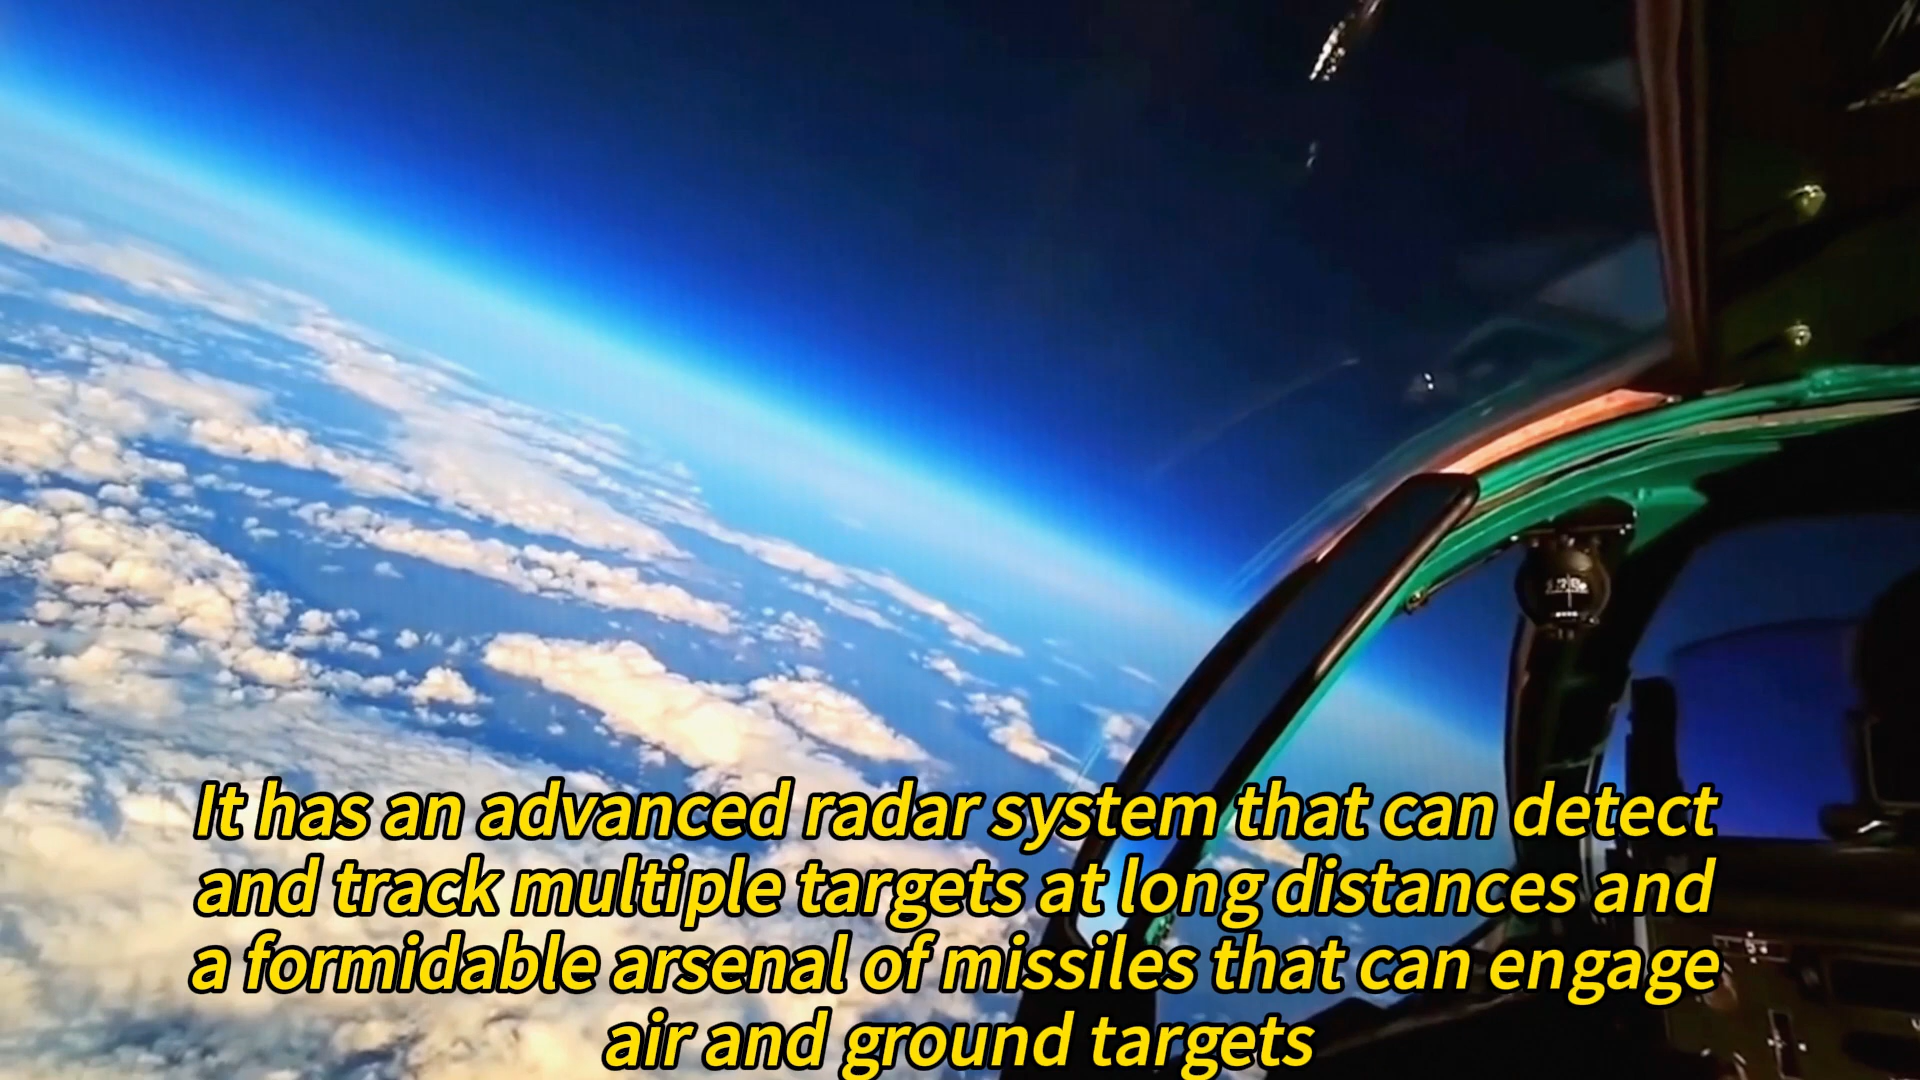 It has an advanced radar system that can detect
and track multiple targets at long distances and
a formidable arsenal of missiles that can engage
air and ground targets